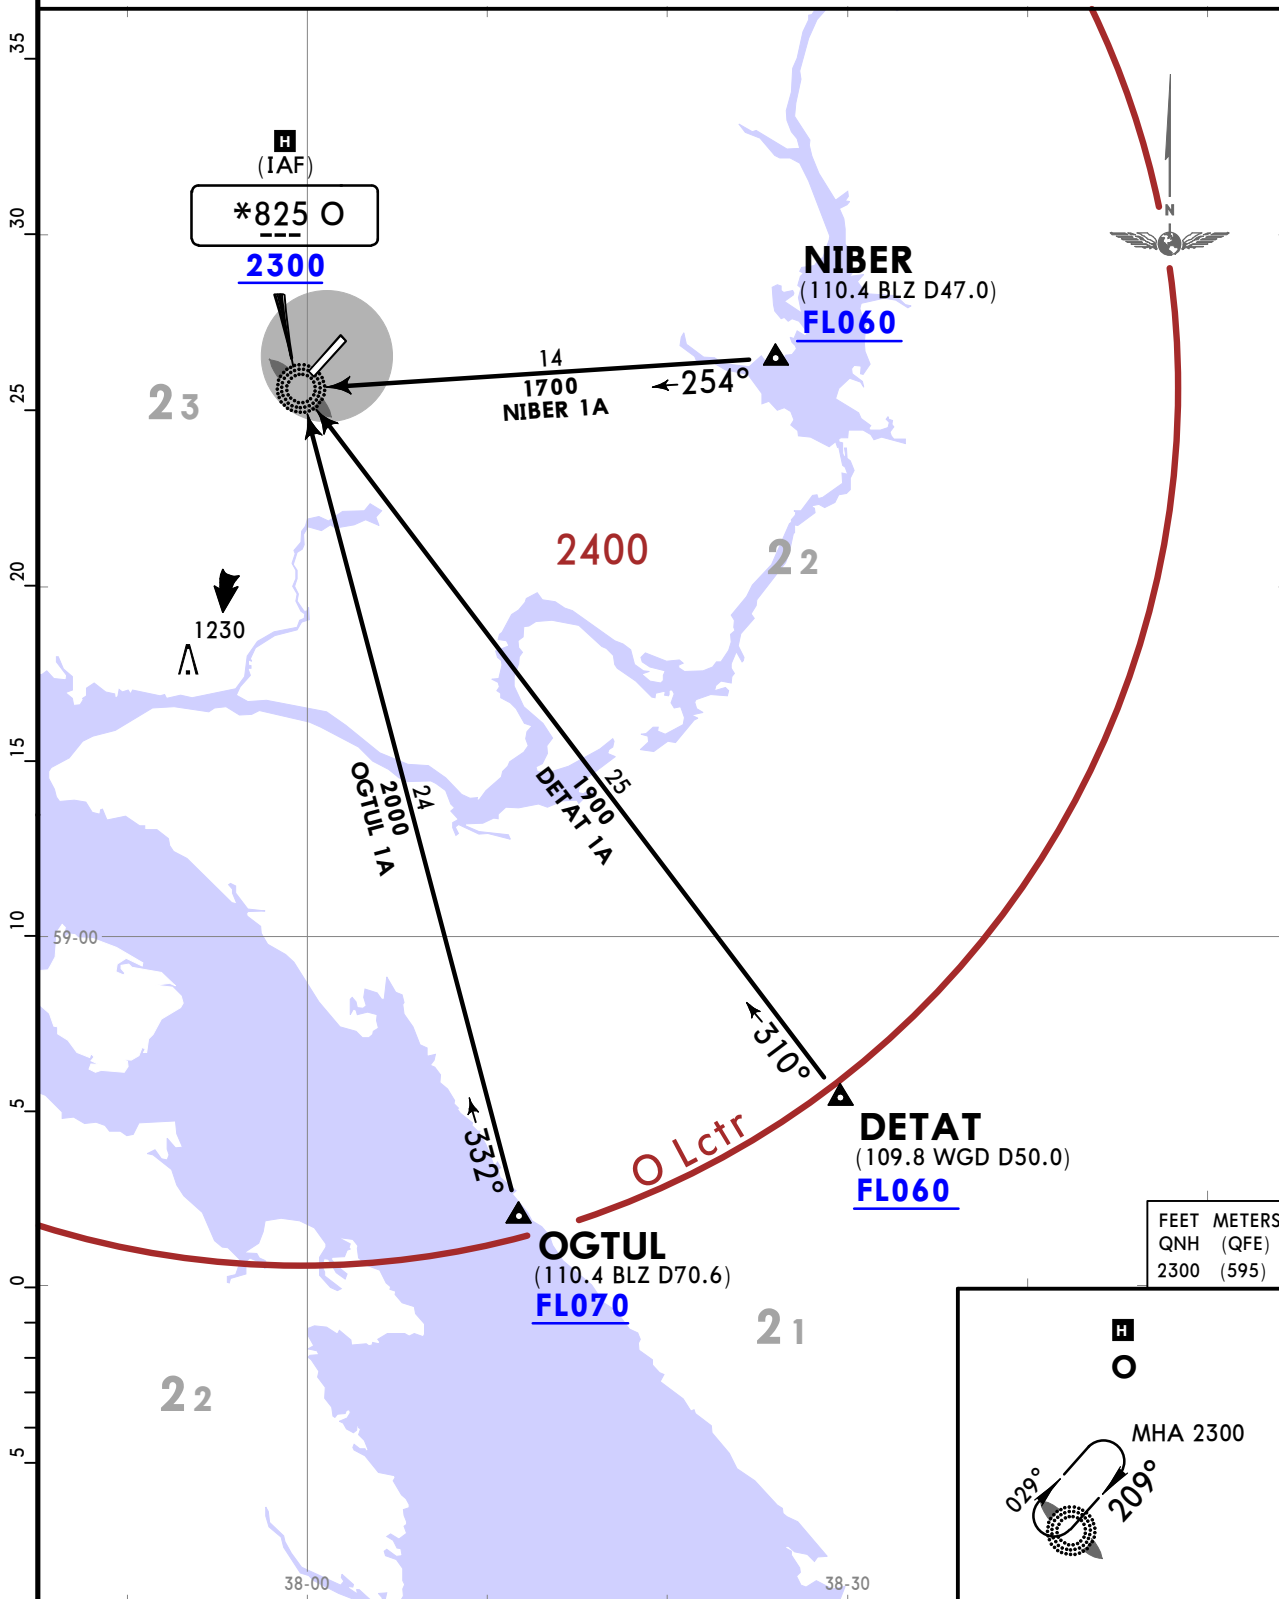 35
30
25
20
15
10
5
0
5
H
(IAF)
*825 O
2300
N
NIBER
(110.4 BLZ D47.0)
FL060
14
1700
NIBER 1A
254°
23
2400
22
1230
24
2000
OGTUL 1A
25
1900
DETAT 1A
59-00
310°
332°
O Lctr
DETAT
(109.8 WGD D50.0)
FL060
OGTUL
(110.4 BLZ D70.6)
FL070
21
22
FEET METERS
QNH (QFE)
2300 (595)
H
O
MHA 2300
029°
209°
38-00
38-30